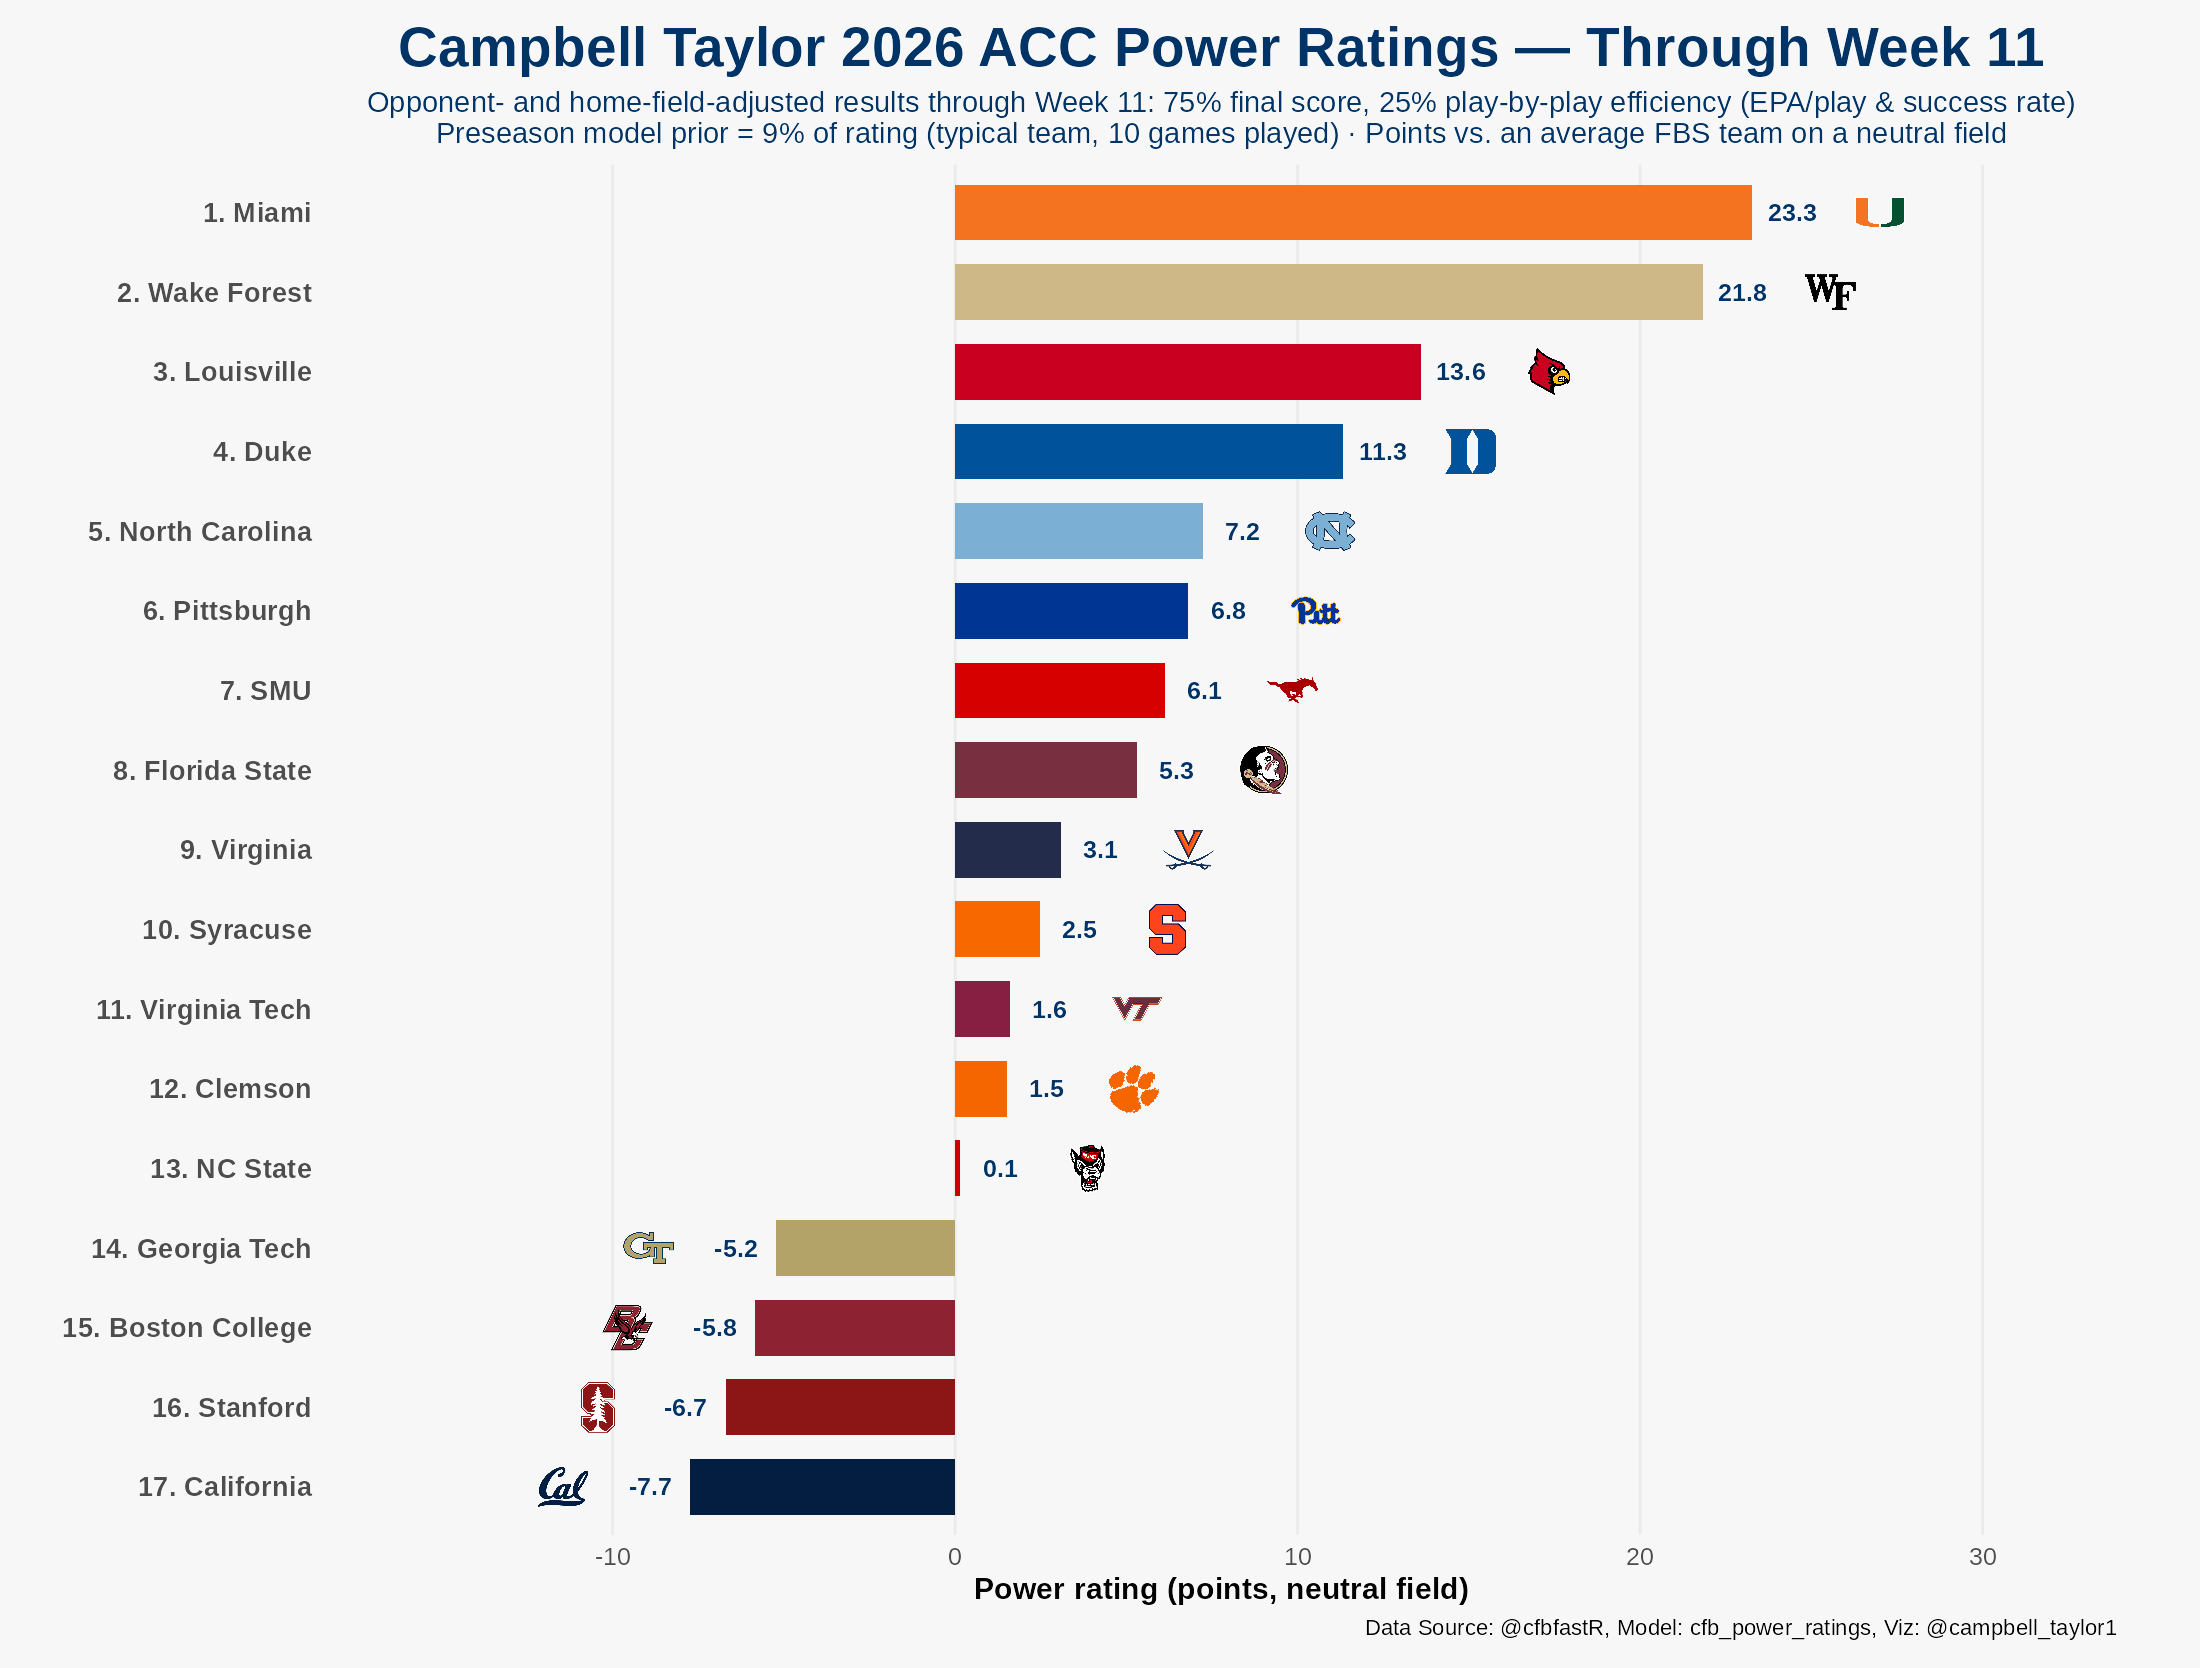 Campbell Taylor 2026 ACC Power Ratings — Through Week 11
Opponent- and home-field-adjusted results through Week 11: 75% final score, 25% play-by-play efficiency (EPA/play & success rate)
Preseason model prior = 9% of rating (typical team, 10 games played) · Points vs. an average FBS team on a neutral field
1. Miami 23.3 U
2. Wake Forest 21.8 WF
3. Louisville 13.6
4. Duke 11.3 D
5. North Carolina 7.2 NC
6. Pittsburgh 6.8 Pitt
7. SMU 6.1
8. Florida State 5.3
9. Virginia 3.1 V
10. Syracuse 2.5 S
11. Virginia Tech 1.6 VT
12. Clemson 1.5
13. NC State 0.1
14. Georgia Tech GT -5.2
15. Boston College BC -5.8
16. Stanford S -6.7
17. California Cal -7.7
-10 0 10 20 30
Power rating (points, neutral field)
Data Source: @cfbfastR, Model: cfb_power_ratings, Viz: @campbell_taylor1